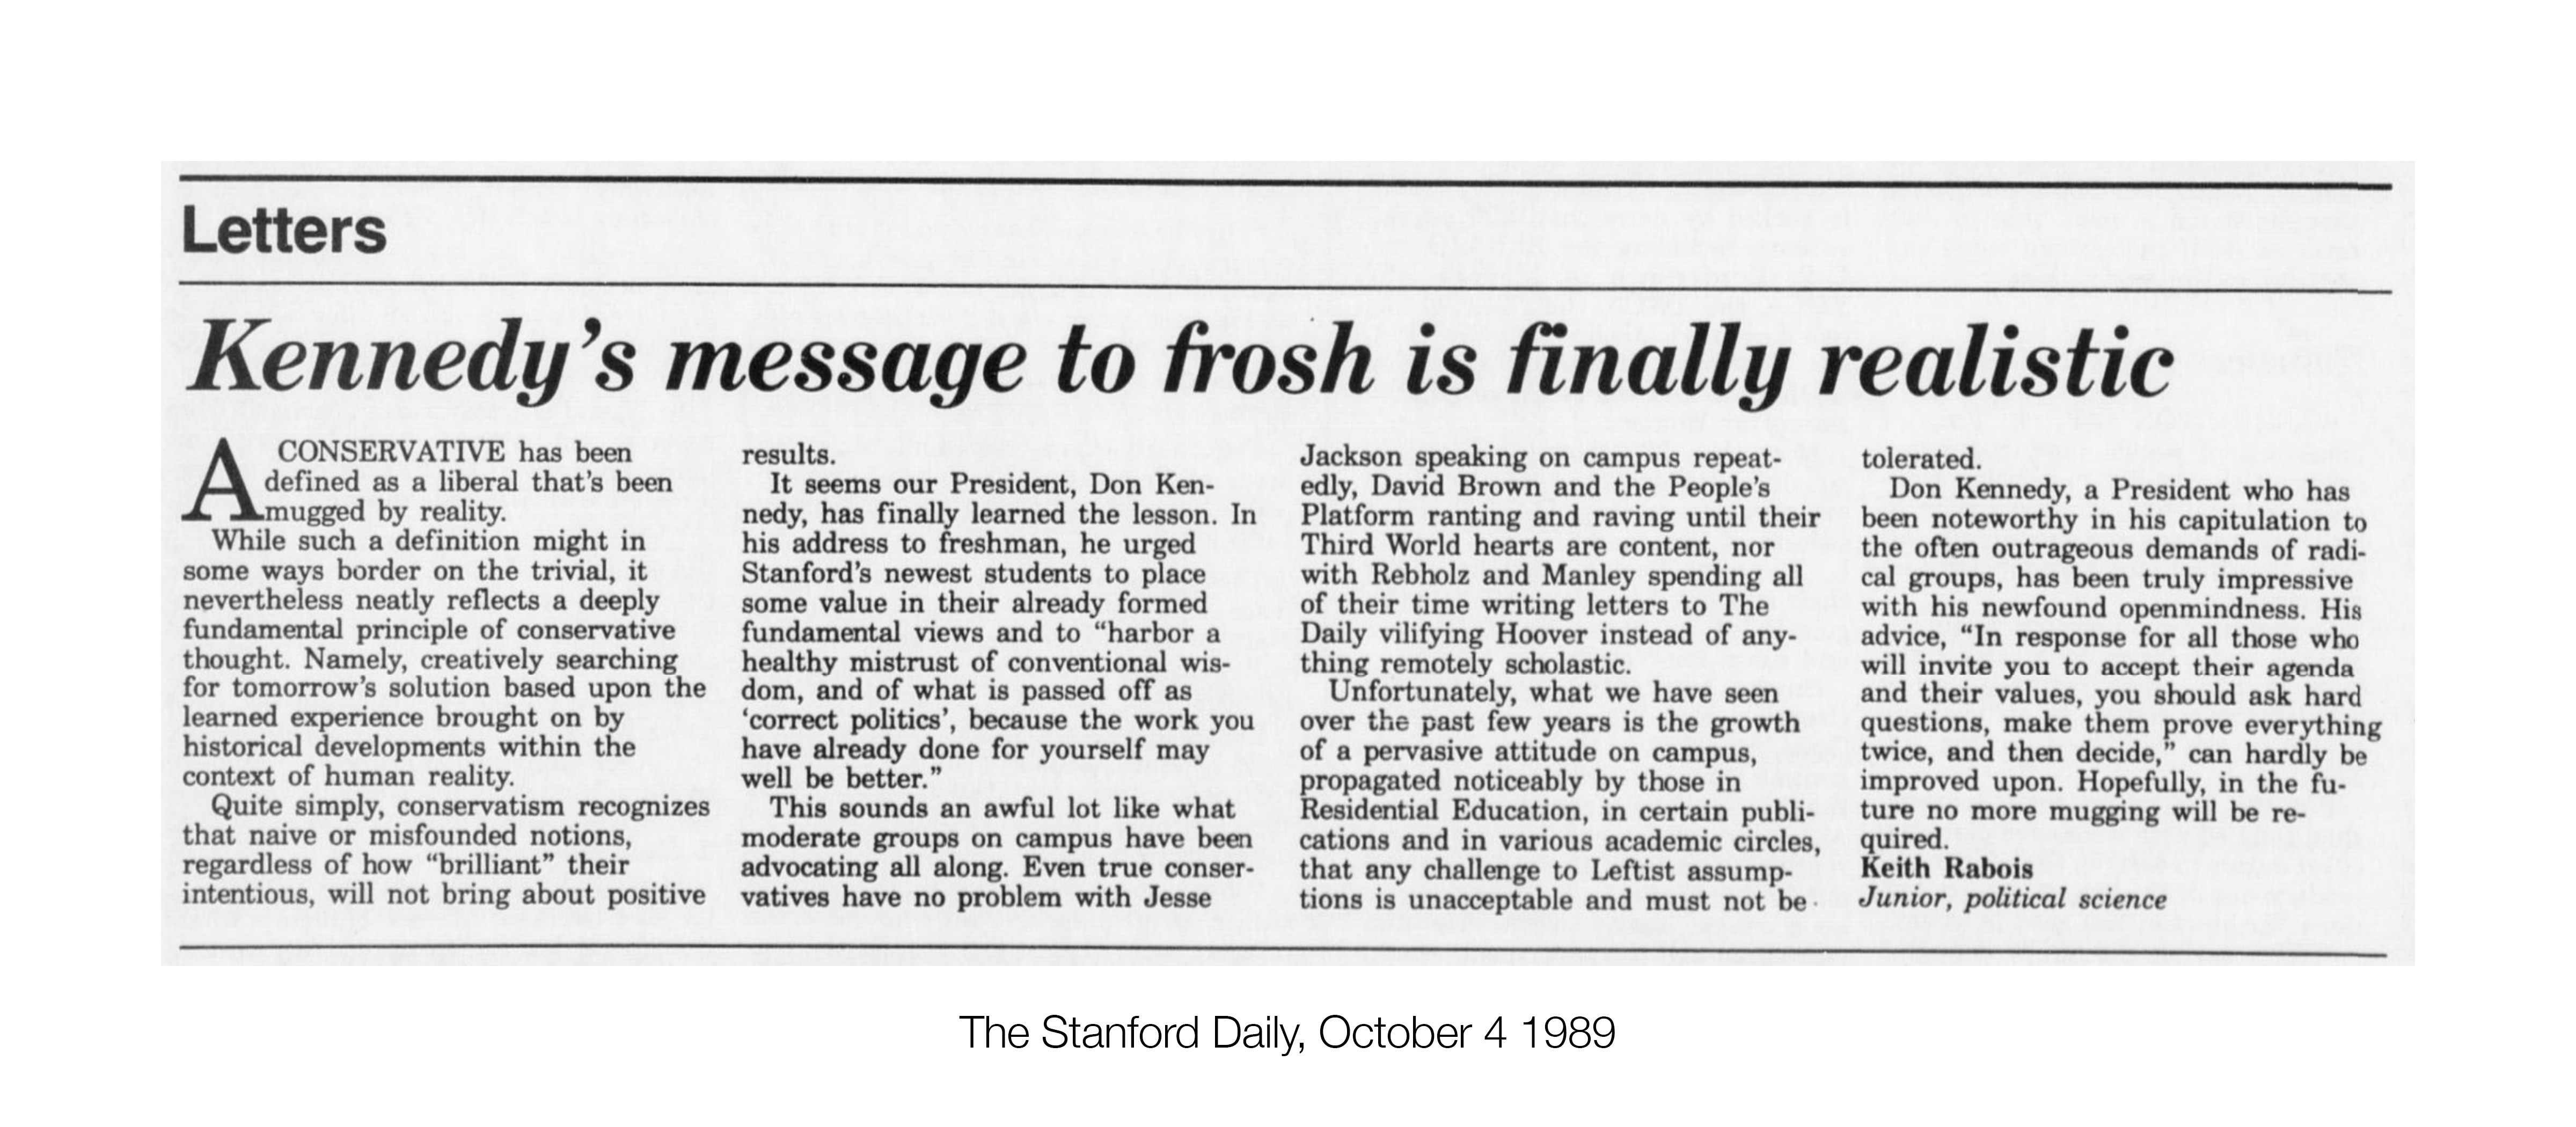 Letters
Kennedy's message to frosh is finally realistic
A CONSERVATIVE has been
defined as a liberal that's been
mugged by reality.
While such a definition might in
some ways border on the trivial, it
nevertheless neatly reflects a deeply
fundamental principle of conservative
thought. Namely, creatively searching
for tomorrow's solution based upon the
learned experience brought on by
historical developments within the
context of human reality.
Quite simply, conservatism recognizes
that naive or misfounded notions,
regardless of how "brilliant" their
intentious, will not bring about positive
results.
It seems our President, Don Ken-
nedy, has finally learned the lesson. In
his address to freshman, he urged
Stanford's newest students to place
some value in their already formed
fundamental views and to "harbor a
healthy mistrust of conventional wis-
dom, and of what is passed off as
'correct politics', because the work you
have already done for yourself may
well be better."
This sounds an awful lot like what
moderate groups on campus have been
advocating all along. Even true conser-
vatives have no problem with Jesse
Jackson speaking on campus repeat-
edly, David Brown and the People's
Platform ranting and raving until their
Third World hearts are content, nor
with Rebholz and Manley spending all
of their time writing letters to The
Daily vilifying Hoover instead of any-
thing remotely scholastic.
Unfortunately, what we have seen
over the past few years is the growth
of a pervasive attitude on campus,
propagated noticeably by those in
Residential Education, in certain publi-
cations and in various academic circles,
that any challenge to Leftist assump-
tions is unacceptable and must not be
tolerated.
Don Kennedy, a President who has
been noteworthy in his capitulation to
the often outrageous demands of radi-
cal groups, has been truly impressive
with his newfound openmindness. His
advice, "In response for all those who
will invite you to accept their agenda
and their values, you should ask hard
questions, make them prove everything
twice, and then decide," can hardly be
improved upon. Hopefully, in the fu-
ture no more mugging will be re-
quired.
Keith Rabois
Junior, political science
The Stanford Daily, October 4 1989